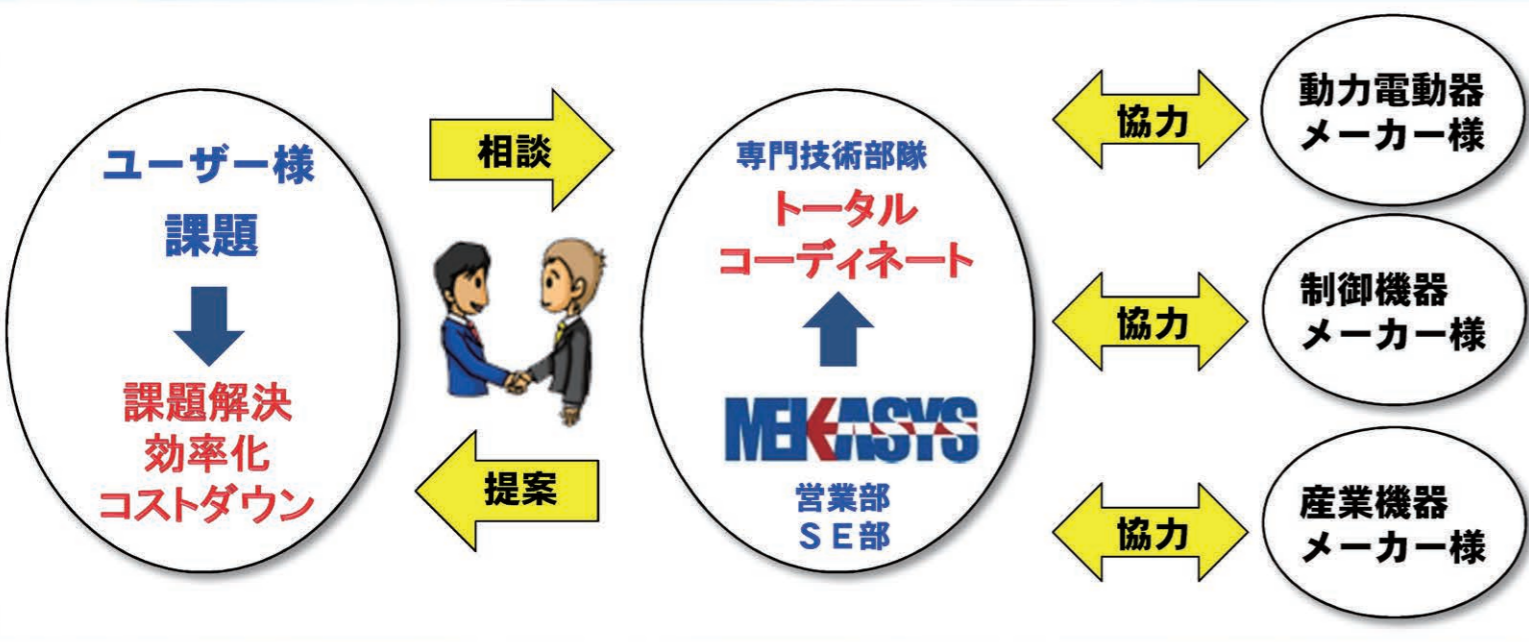 ユーザー様
課題
課題解決
効率化
コストダウン
相談
提案
専門技術部隊
トータル
コーディネート
MEKASYS
営業部
SE部
協力
動力電動器
メーカー様
協力
制御機器
メーカー様
協力
産業機器
メーカー様